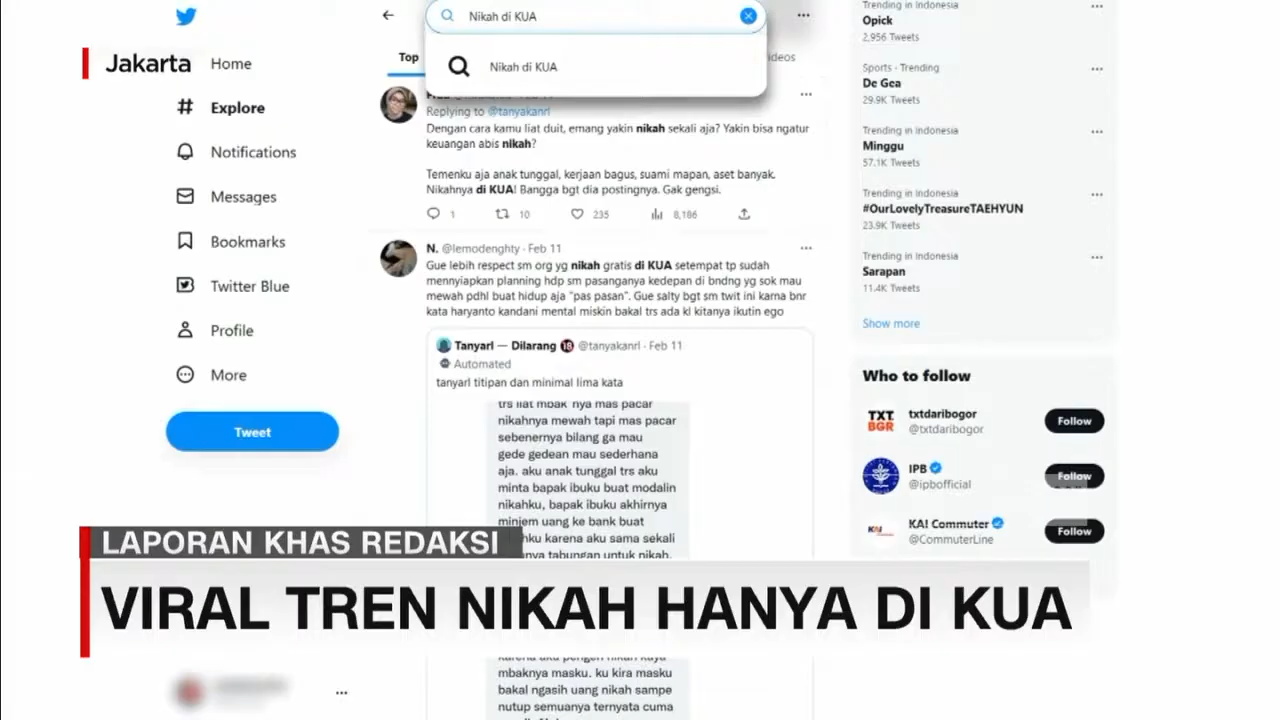 Jakarta
Home
# Explore
Notifications
Messages
Bookmarks
Twitter Blue
Profile
More
Tweet
Nikah di KUA
Nikah di KUA
Top
Replying to @tanyakanrl
Dengan cara kamu liat duit, emang yakin nikah sekali aja? Yakin bisa ngatur
keuangan abis nikah?
Temenku aja anak tunggal, kerjaan bagus, suami mapan, aset banyak.
Nikahnya di KUA! Bangga bgt dia postingnya. Gak gengsi.
1 10 235 8,186
N. @lemodenghty · Feb 11
Gue lebih respect sm org yg nikah gratis di KUA setempat tp sudah
mennyiapkan planning hdp sm pasanganya kedepan di bndng yg sok mau
mewah pdhl buat hidup aja "pas pasan". Gue salty bgt sm twit ini karna bnr
kata haryanto kandani mental miskin bakal trs ada kl kitanya ikutin ego
Tanyarl — Dilarang 18 @tanyakanrl · Feb 11
Automated
tanyarl titipan dan minimal lima kata
trs liat mbak nya mas pacar
nikahnya mewah tapi mas pacar
sebenernya bilang ga mau
gede gedean mau sederhana
aja. aku anak tunggal trs aku
minta bapak ibuku buat modalin
nikahku, bapak ibuku akhirnya
minjem uang ke bank buat
karena aku sama sekali
tabungan untuk nikah.
karena aku pengen nikah kaya
mbaknya masku. ku kira masku
bakal ngasih uang nikah sampe
nutup semuanya ternyata cuma
Trending in Indonesia
Opick
2,956 Tweets
Sports · Trending
De Gea
29.9K Tweets
Trending in Indonesia
Minggu
57.1K Tweets
Trending in Indonesia
#OurLovelyTreasureTAEHYUN
23.9K Tweets
Trending in Indonesia
Sarapan
11.4K Tweets
Show more
Who to follow
TXT BGR
txtdaribogor
@txtdaribogor
Follow
IPB
@ipbofficial
Follow
KAI
KAI Commuter
@CommuterLine
Follow
LAPORAN KHAS REDAKSI
VIRAL TREN NIKAH HANYA DI KUA